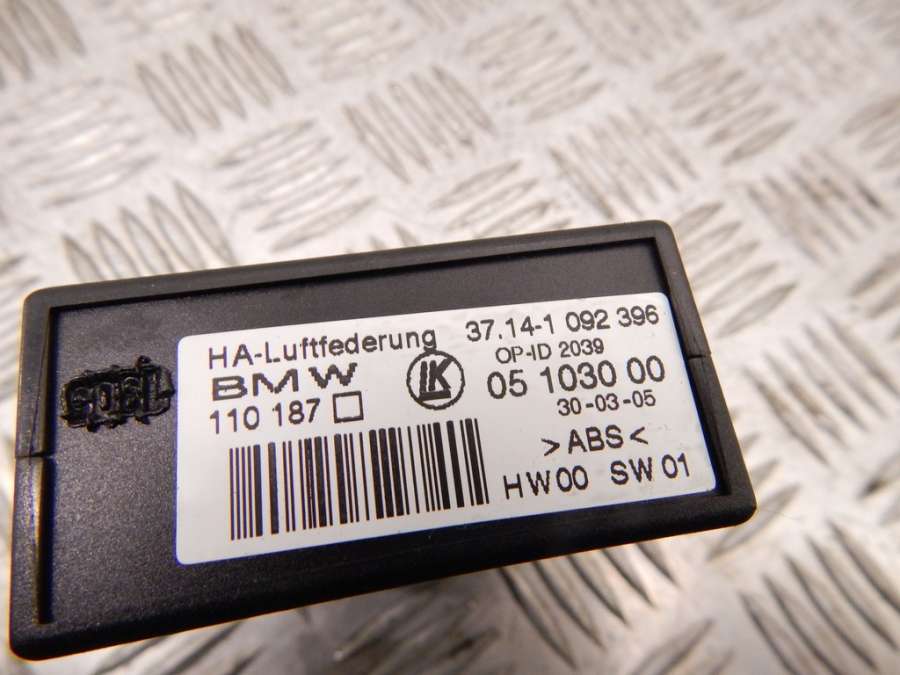 HA-Luftfederung 37.14-1 092 396
OP-ID 2039
BMW LK 05 1030 00
110 187 30-03-05
>ABS<
HW00 SW01